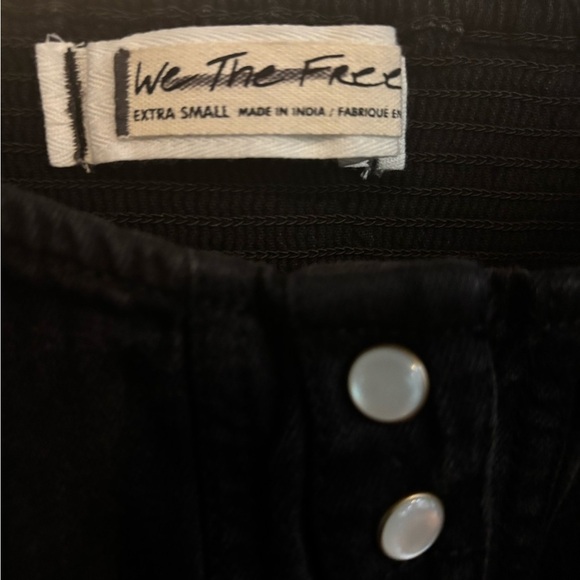 We The Free
EXTRA SMALL MADE IN INDIA / FABRIQUE EN